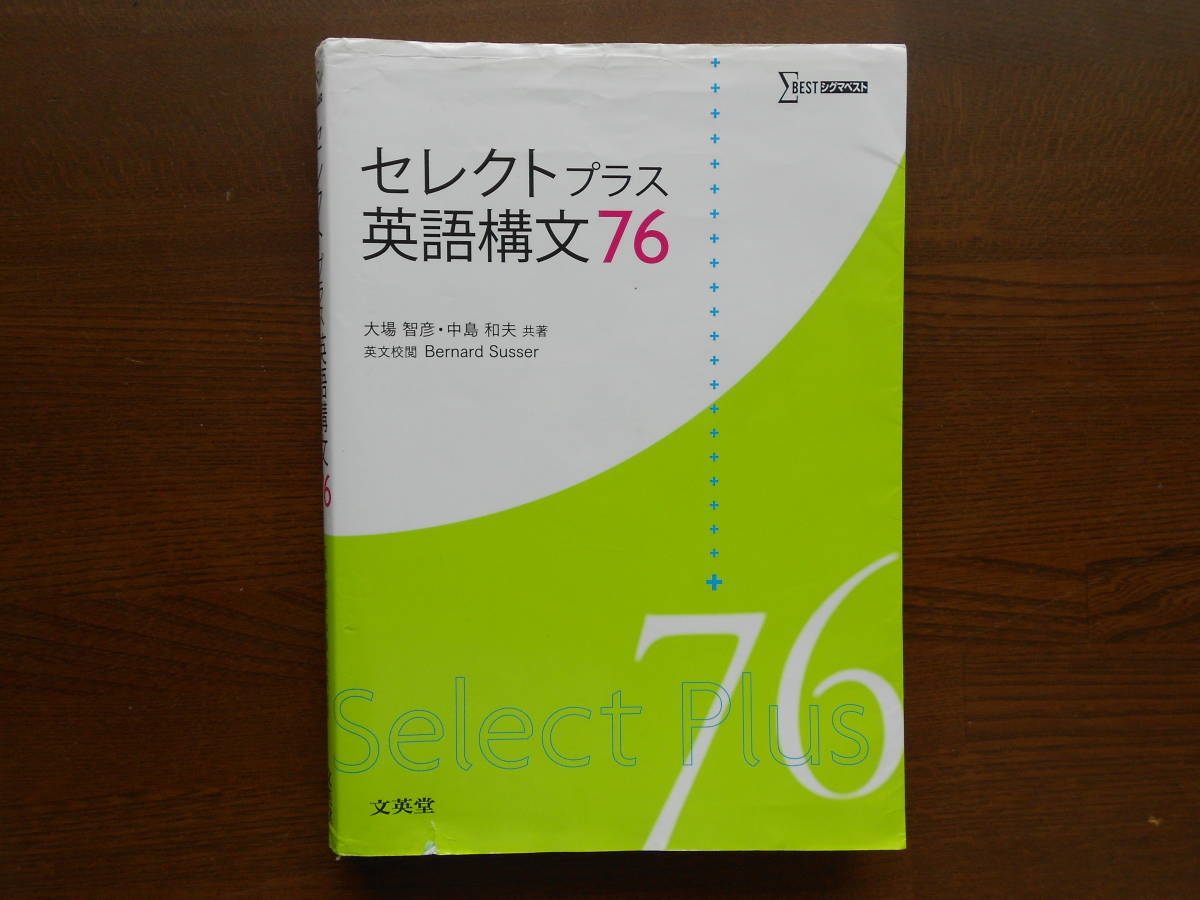 ΣBEST シグマベスト
セレクトプラス
英語構文76
大場 智彦・中島 和夫 共著
英文校閲 Bernard Susser
76
Select Plus
文英堂